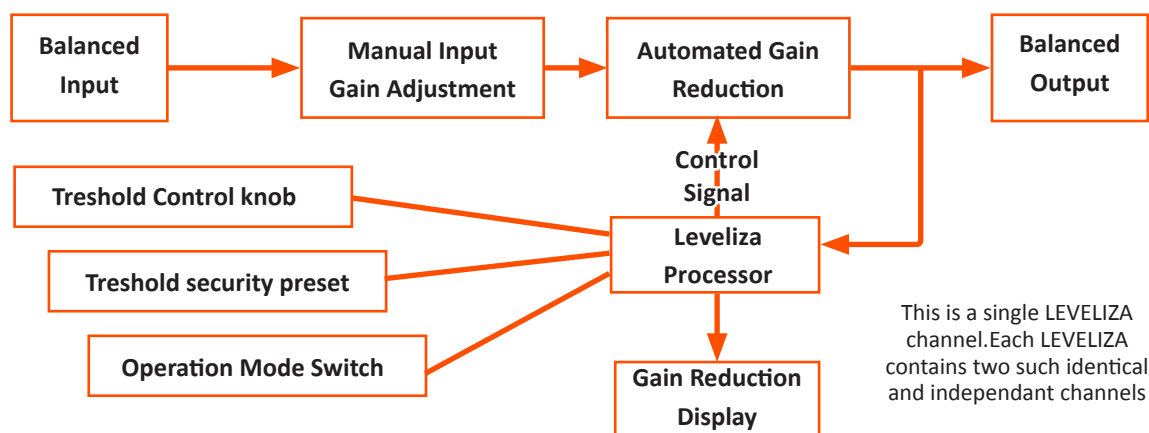 Balanced
Input
Manual Input
Gain Adjustment
Automated Gain
Reduction
Balanced
Output
Control
Signal
Treshold Control knob
Treshold security preset
Operation Mode Switch
Leveliza
Processor
Gain Reduction
Display
This is a single LEVELIZA
channel.Each LEVELIZA
contains two such identical
and independant channels